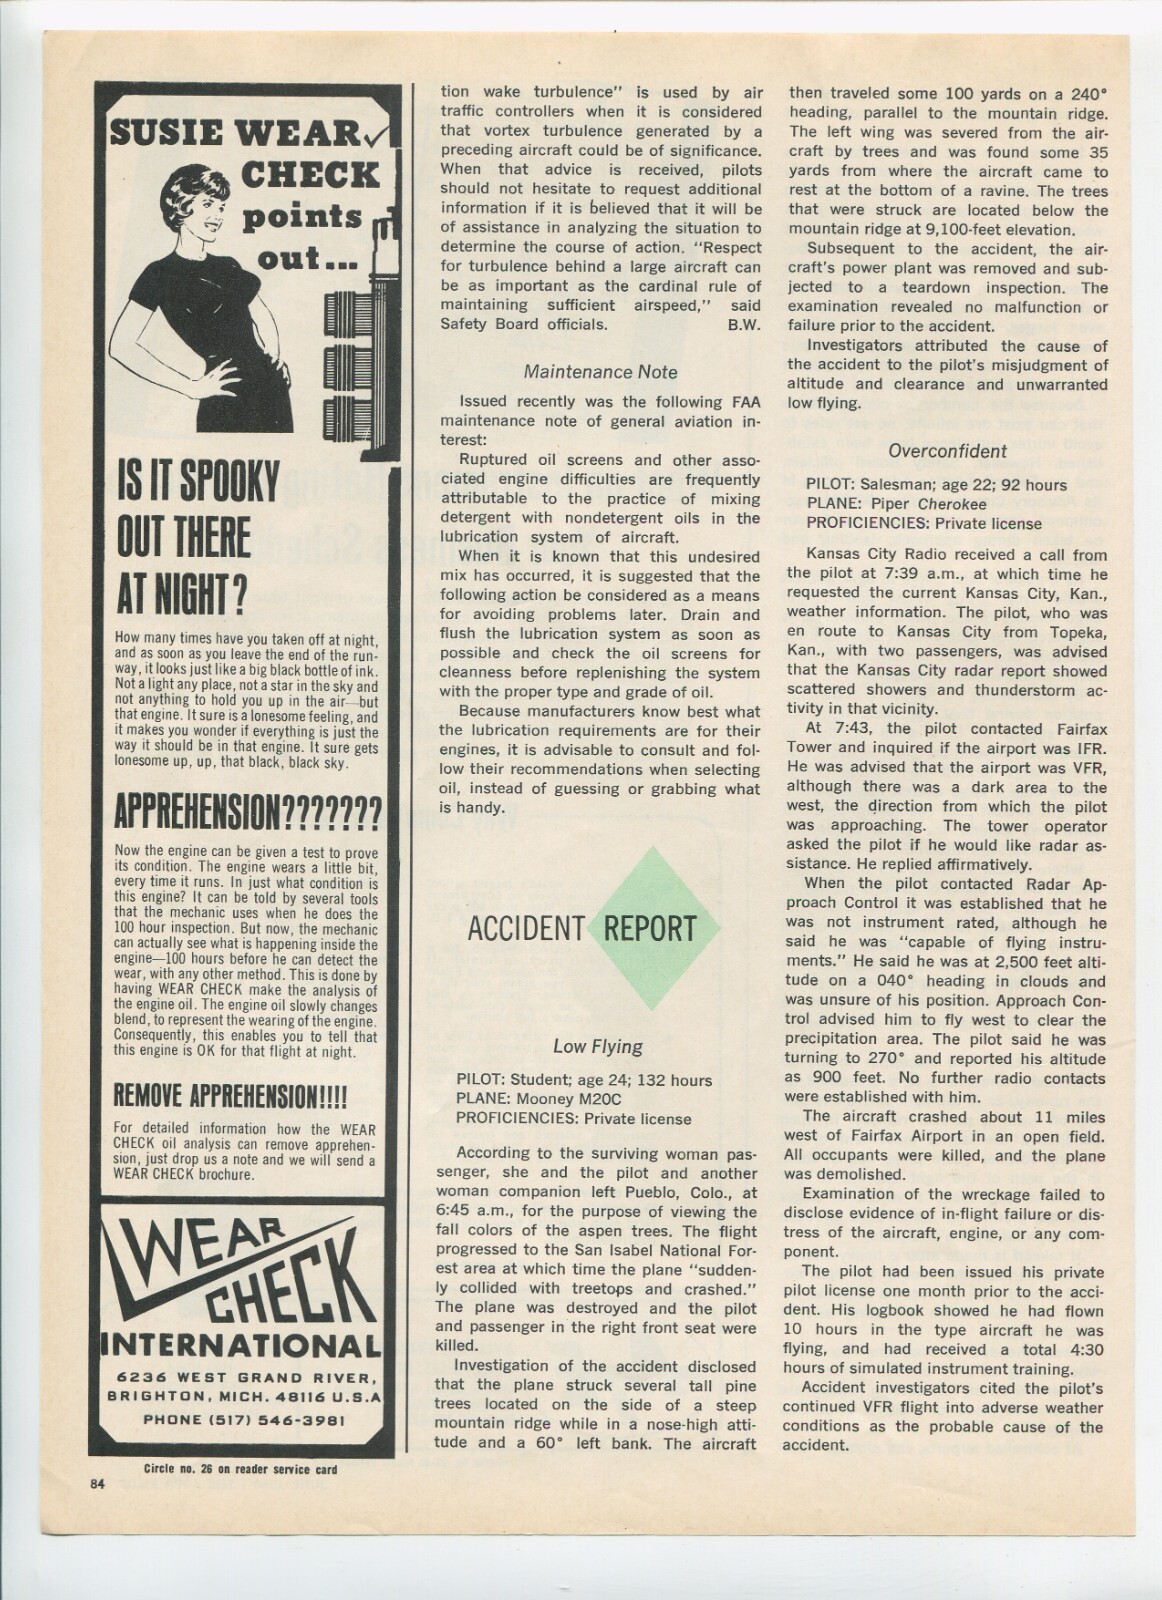 SUSIE WEAR✓
CHECK
points
out...
IS IT SPOOKY
OUT THERE
AT NIGHT?
How many times have you taken off at night,
and as soon as you leave the end of the run-
way, it looks just like a big black bottle of ink.
Not a light any place, not a star in the sky and
not anything to hold you up in the air—but
that engine. It sure is a lonesome feeling, and
it makes you wonder if everything is just the
way it should be in that engine. It sure gets
lonesome up, up, that black, black sky.
APPREHENSION???????
Now the engine can be given a test to prove
its condition. The engine wears a little bit,
every time it runs. In just what condition is
this engine? It can be told by several tools
that the mechanic uses when he does the
100 hour inspection. But now, the mechanic
can actually see what is happening inside the
engine—100 hours before he can detect the
wear, with any other method. This is done by
having WEAR CHECK make the analysis of
the engine oil. The engine oil slowly changes
blend, to represent the wearing of the engine.
Consequently, this enables you to tell that
this engine is OK for that flight at night.
REMOVE APPREHENSION!!!!
For detailed information how the WEAR
CHECK oil analysis can remove apprehen-
sion, just drop us a note and we will send a
WEAR CHECK brochure.
WEAR
CHECK
INTERNATIONAL
6236 WEST GRAND RIVER,
BRIGHTON, MICH. 48116 U.S.A
PHONE (517) 546-3981
Circle no. 26 on reader service card
84
tion wake turbulence" is used by air
traffic controllers when it is considered
that vortex turbulence generated by a
preceding aircraft could be of significance.
When that advice is received, pilots
should not hesitate to request additional
information if it is believed that it will be
of assistance in analyzing the situation to
determine the course of action. "Respect
for turbulence behind a large aircraft can
be as important as the cardinal rule of
maintaining sufficient airspeed," said
Safety Board officials. B.W.
Maintenance Note
Issued recently was the following FAA
maintenance note of general aviation in-
terest:
Ruptured oil screens and other asso-
ciated engine difficulties are frequently
attributable to the practice of mixing
detergent with nondetergent oils in the
lubrication system of aircraft.
When it is known that this undesired
mix has occurred, it is suggested that the
following action be considered as a means
for avoiding problems later. Drain and
flush the lubrication system as soon as
possible and check the oil screens for
cleanness before replenishing the system
with the proper type and grade of oil.
Because manufacturers know best what
the lubrication requirements are for their
engines, it is advisable to consult and fol-
low their recommendations when selecting
oil, instead of guessing or grabbing what
is handy.
ACCIDENT REPORT
Low Flying
PILOT: Student; age 24; 132 hours
PLANE: Mooney M20C
PROFICIENCIES: Private license
According to the surviving woman pas-
senger, she and the pilot and another
woman companion left Pueblo, Colo., at
6:45 a.m., for the purpose of viewing the
fall colors of the aspen trees. The flight
progressed to the San Isabel National For-
est area at which time the plane "sudden-
ly collided with treetops and crashed."
The plane was destroyed and the pilot
and passenger in the right front seat were
killed.
Investigation of the accident disclosed
that the plane struck several tall pine
trees located on the side of a steep
mountain ridge while in a nose-high atti-
tude and a 60° left bank. The aircraft
then traveled some 100 yards on a 240°
heading, parallel to the mountain ridge.
The left wing was severed from the air-
craft by trees and was found some 35
yards from where the aircraft came to
rest at the bottom of a ravine. The trees
that were struck are located below the
mountain ridge at 9,100-feet elevation.
Subsequent to the accident, the air-
craft's power plant was removed and sub-
jected to a teardown inspection. The
examination revealed no malfunction or
failure prior to the accident.
Investigators attributed the cause of
the accident to the pilot's misjudgment of
altitude and clearance and unwarranted
low flying.
Overconfident
PILOT: Salesman; age 22; 92 hours
PLANE: Piper Cherokee
PROFICIENCIES: Private license
Kansas City Radio received a call from
the pilot at 7:39 a.m., at which time he
requested the current Kansas City, Kan.,
weather information. The pilot, who was
en route to Kansas City from Topeka,
Kan., with two passengers, was advised
that the Kansas City radar report showed
scattered showers and thunderstorm ac-
tivity in that vicinity.
At 7:43, the pilot contacted Fairfax
Tower and inquired if the airport was IFR.
He was advised that the airport was VFR,
although there was a dark area to the
west, the direction from which the pilot
was approaching. The tower operator
asked the pilot if he would like radar as-
sistance. He replied affirmatively.
When the pilot contacted Radar Ap-
proach Control it was established that he
was not instrument rated, although he
said he was "capable of flying instru-
ments." He said he was at 2,500 feet alti-
tude on a 040° heading in clouds and
was unsure of his position. Approach Con-
trol advised him to fly west to clear the
precipitation area. The pilot said he was
turning to 270° and reported his altitude
as 900 feet. No further radio contacts
were established with him.
The aircraft crashed about 11 miles
west of Fairfax Airport in an open field.
All occupants were killed, and the plane
was demolished.
Examination of the wreckage failed to
disclose evidence of in-flight failure or dis-
tress of the aircraft, engine, or any com-
ponent.
The pilot had been issued his private
pilot license one month prior to the acci-
dent. His logbook showed he had flown
10 hours in the type aircraft he was
flying, and had received a total 4:30
hours of simulated instrument training.
Accident investigators cited the pilot's
continued VFR flight into adverse weather
conditions as the probable cause of the
accident.